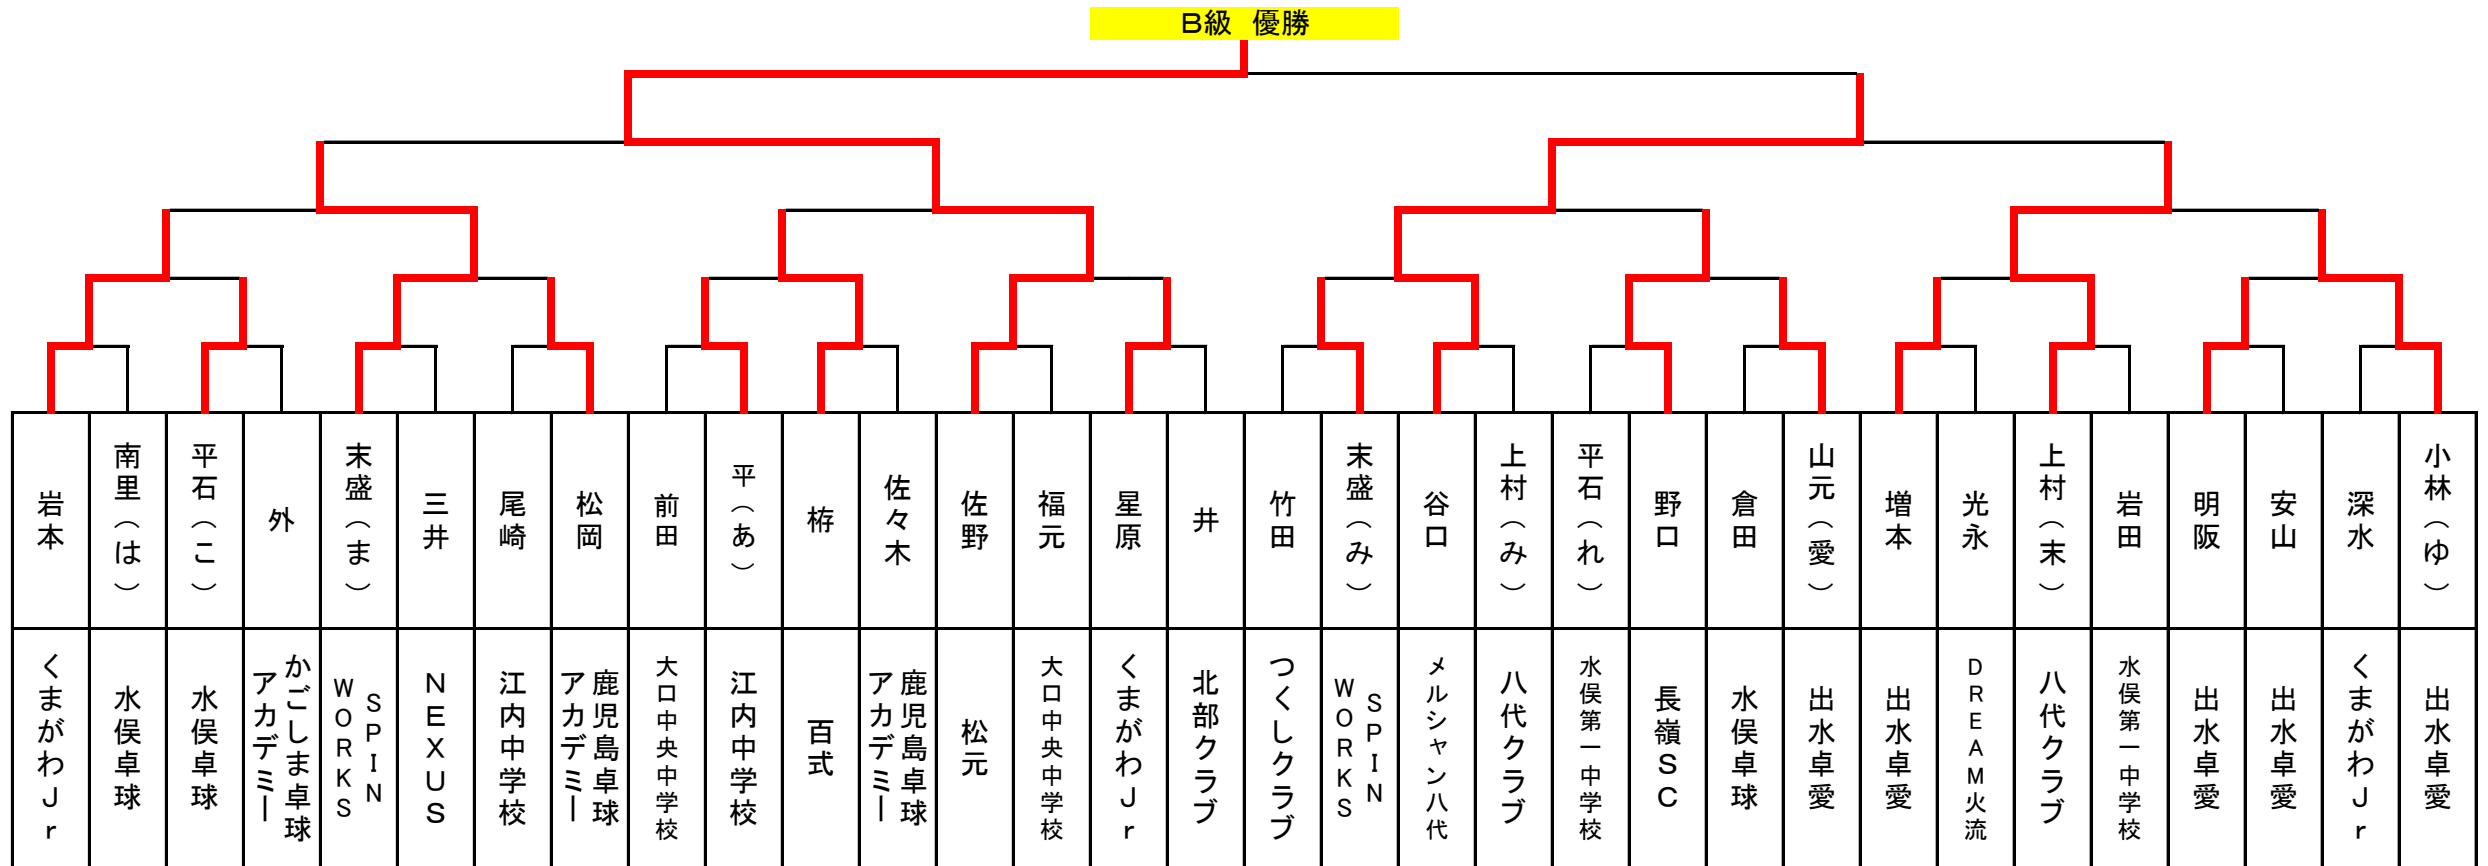 B級 優勝
岩本
南里（は）
平石（こ）
外
末盛（ま）
三井
尾崎
松岡
前田
平（あ）
栫
佐々木
佐野
福元
星原
井
竹田
末盛（み）
谷口
上村（み）
平石（れ）
野口
倉田
山元（愛）
増本
光永
上村（末）
岩田
明阪
安山
深水
小林（ゆ）
くまがわJr
水俣卓球
水俣卓球
かごしま卓球
アカデミー
SPIN
WORKS
NEXUS
江内中学校
鹿児島卓球
アカデミー
大口中央中学校
江内中学校
百式
鹿児島卓球
アカデミー
松元
大口中央中学校
くまがわJr
北部クラブ
つくしクラブ
SPIN
WORKS
メルシャン八代
八代クラブ
水俣第一中学校
長嶺SC
水俣卓球
出水卓愛
出水卓愛
DREAM火流
八代クラブ
水俣第一中学校
出水卓愛
出水卓愛
くまがわJr
出水卓愛